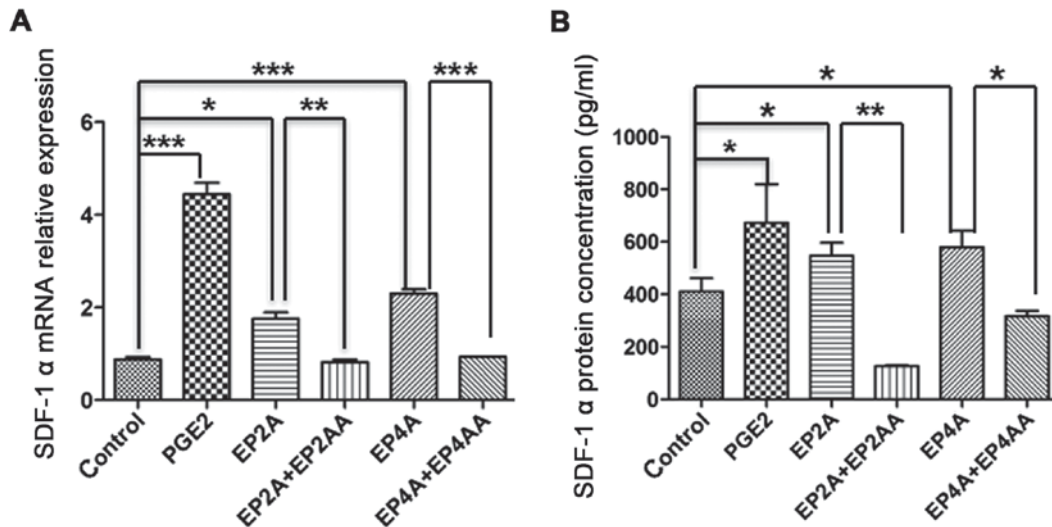 A
SDF-1 α mRNA relative expression
6
4
2
0
***
***
*
**
***
Control
PGE2
EP2A
EP2A+EP2AA
EP4A
EP4A+EP4AA
B
SDF-1 α protein concentration (pg/ml)
1000
800
600
400
200
0
*
*
*
**
*
Control
PGE2
EP2A
EP2A+EP2AA
EP4A
EP4A+EP4AA